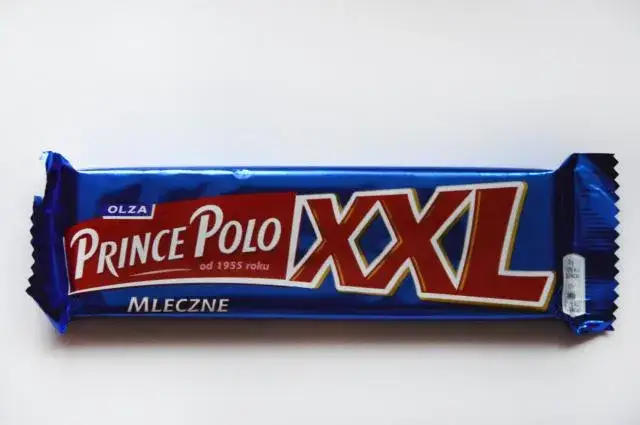 OLZA
PRINCE POLO
XXL
od 1955 roku
MLECZNE